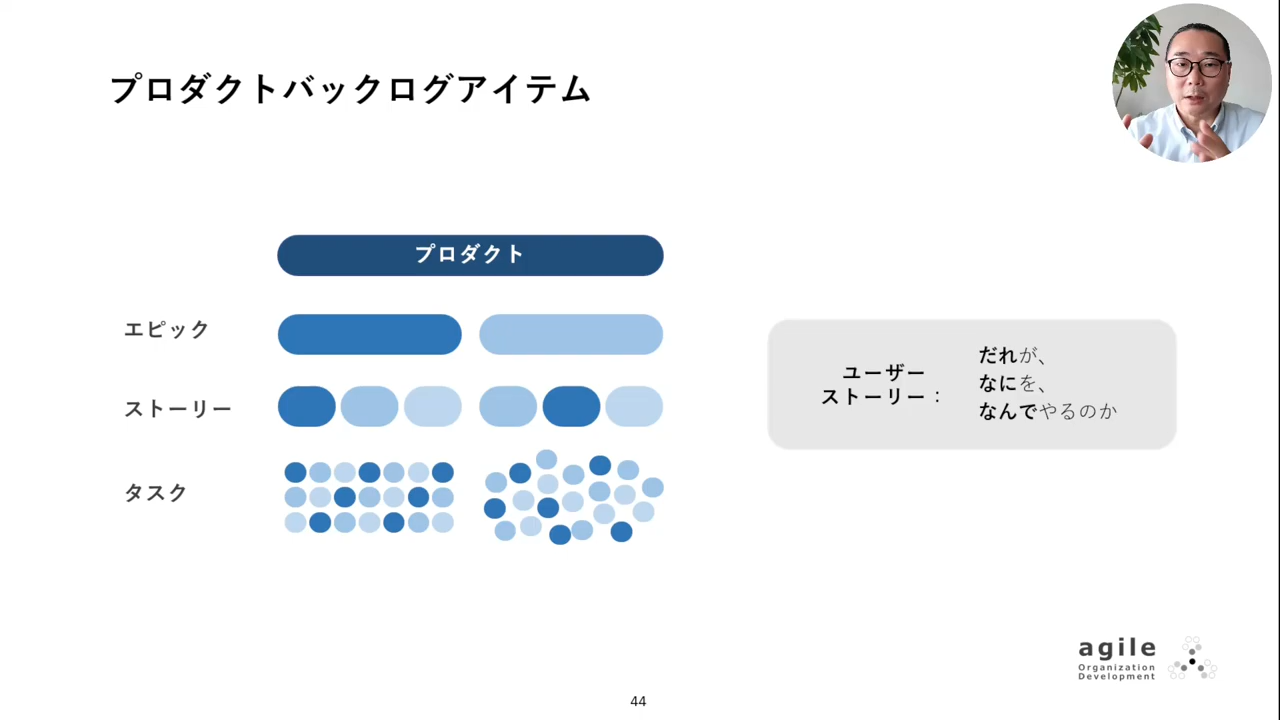 プロダクトバックログアイテム
プロダクト
エピック
ストーリー
タスク
ユーザー
ストーリー：
だれが、
なにを、
なんでやるのか
agile
Organization
Development
44